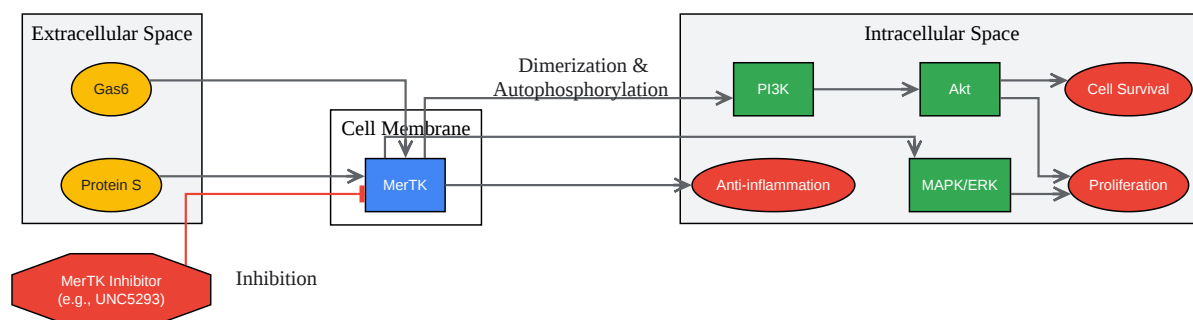 Extracellular Space
Gas6
Protein S
MerTK Inhibitor
(e.g., UNC5293)
Inhibition
Cell Membrane
MerTK
Dimerization &
Autophosphorylation
Intracellular Space
PI3K
Akt
Cell Survival
Anti-inflammation
MAPK/ERK
Proliferation